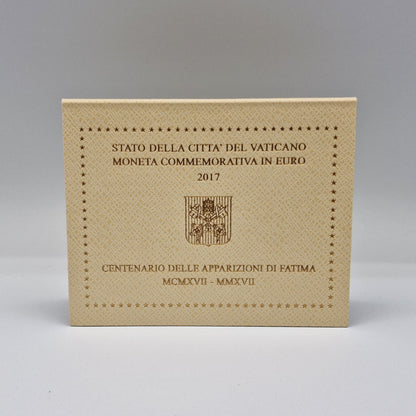 STATO DELLA CITTA' DEL VATICANO
MONETA COMMEMORATIVA IN EURO
2017
CENTENARIO DELLE APPARIZIONI DI FATIMA
MCMXVII - MMXVII